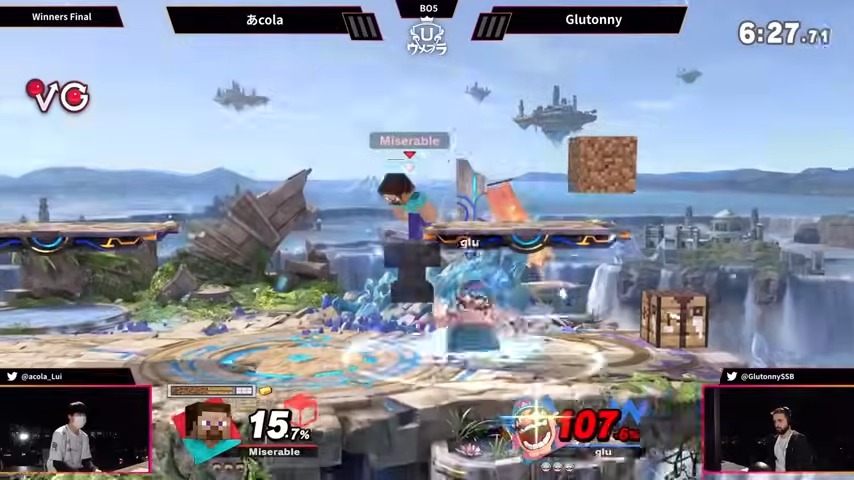 Winners Final
あcola
BO5
Glutonny
U
ウメブラ
6:27.71
VG
Miserable
glu
@acola_Lui
@GlutonnySSB
15.7%
Miserable
107.6%
glu